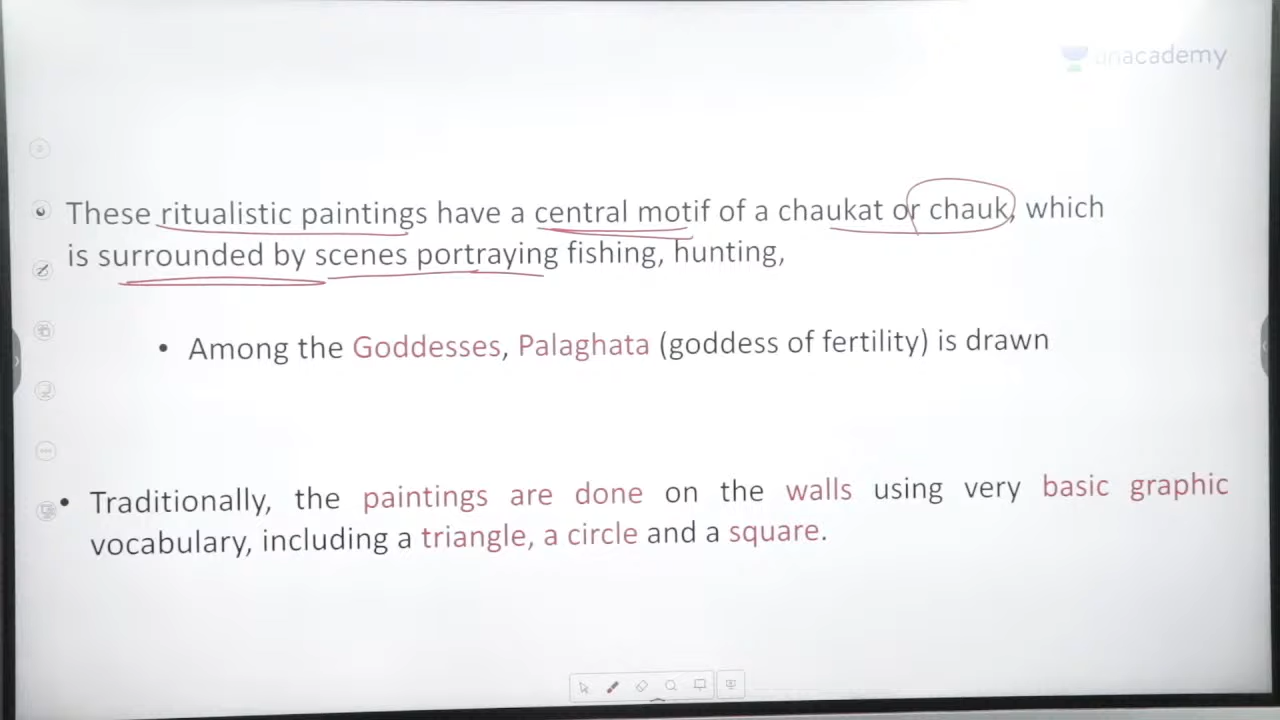 unacademy
These ritualistic paintings have a central motif of a chaukat or chauk, which
is surrounded by scenes portraying fishing, hunting,
• Among the Goddesses, Palaghata (goddess of fertility) is drawn
• Traditionally, the paintings are done on the walls using very basic graphic
vocabulary, including a triangle, a circle and a square.